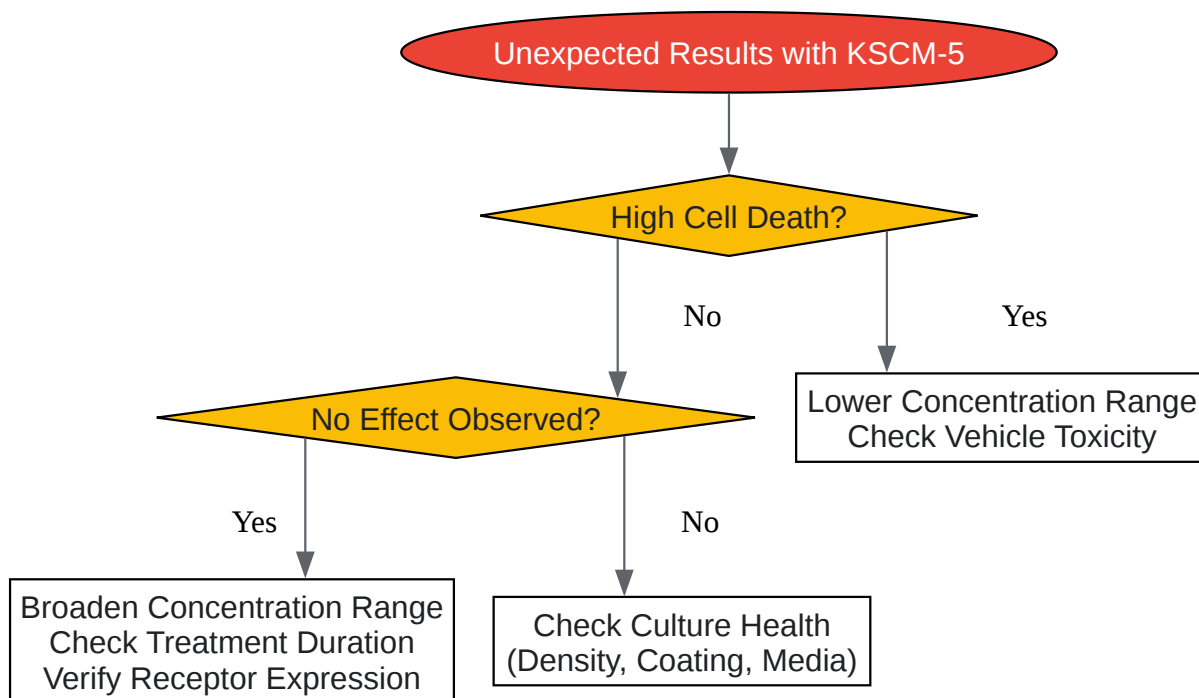 Unexpected Results with KSCM-5
High Cell Death?
No
Yes
No Effect Observed?
Lower Concentration Range
Check Vehicle Toxicity
Yes
No
Broaden Concentration Range
Check Treatment Duration
Verify Receptor Expression
Check Culture Health
(Density, Coating, Media)